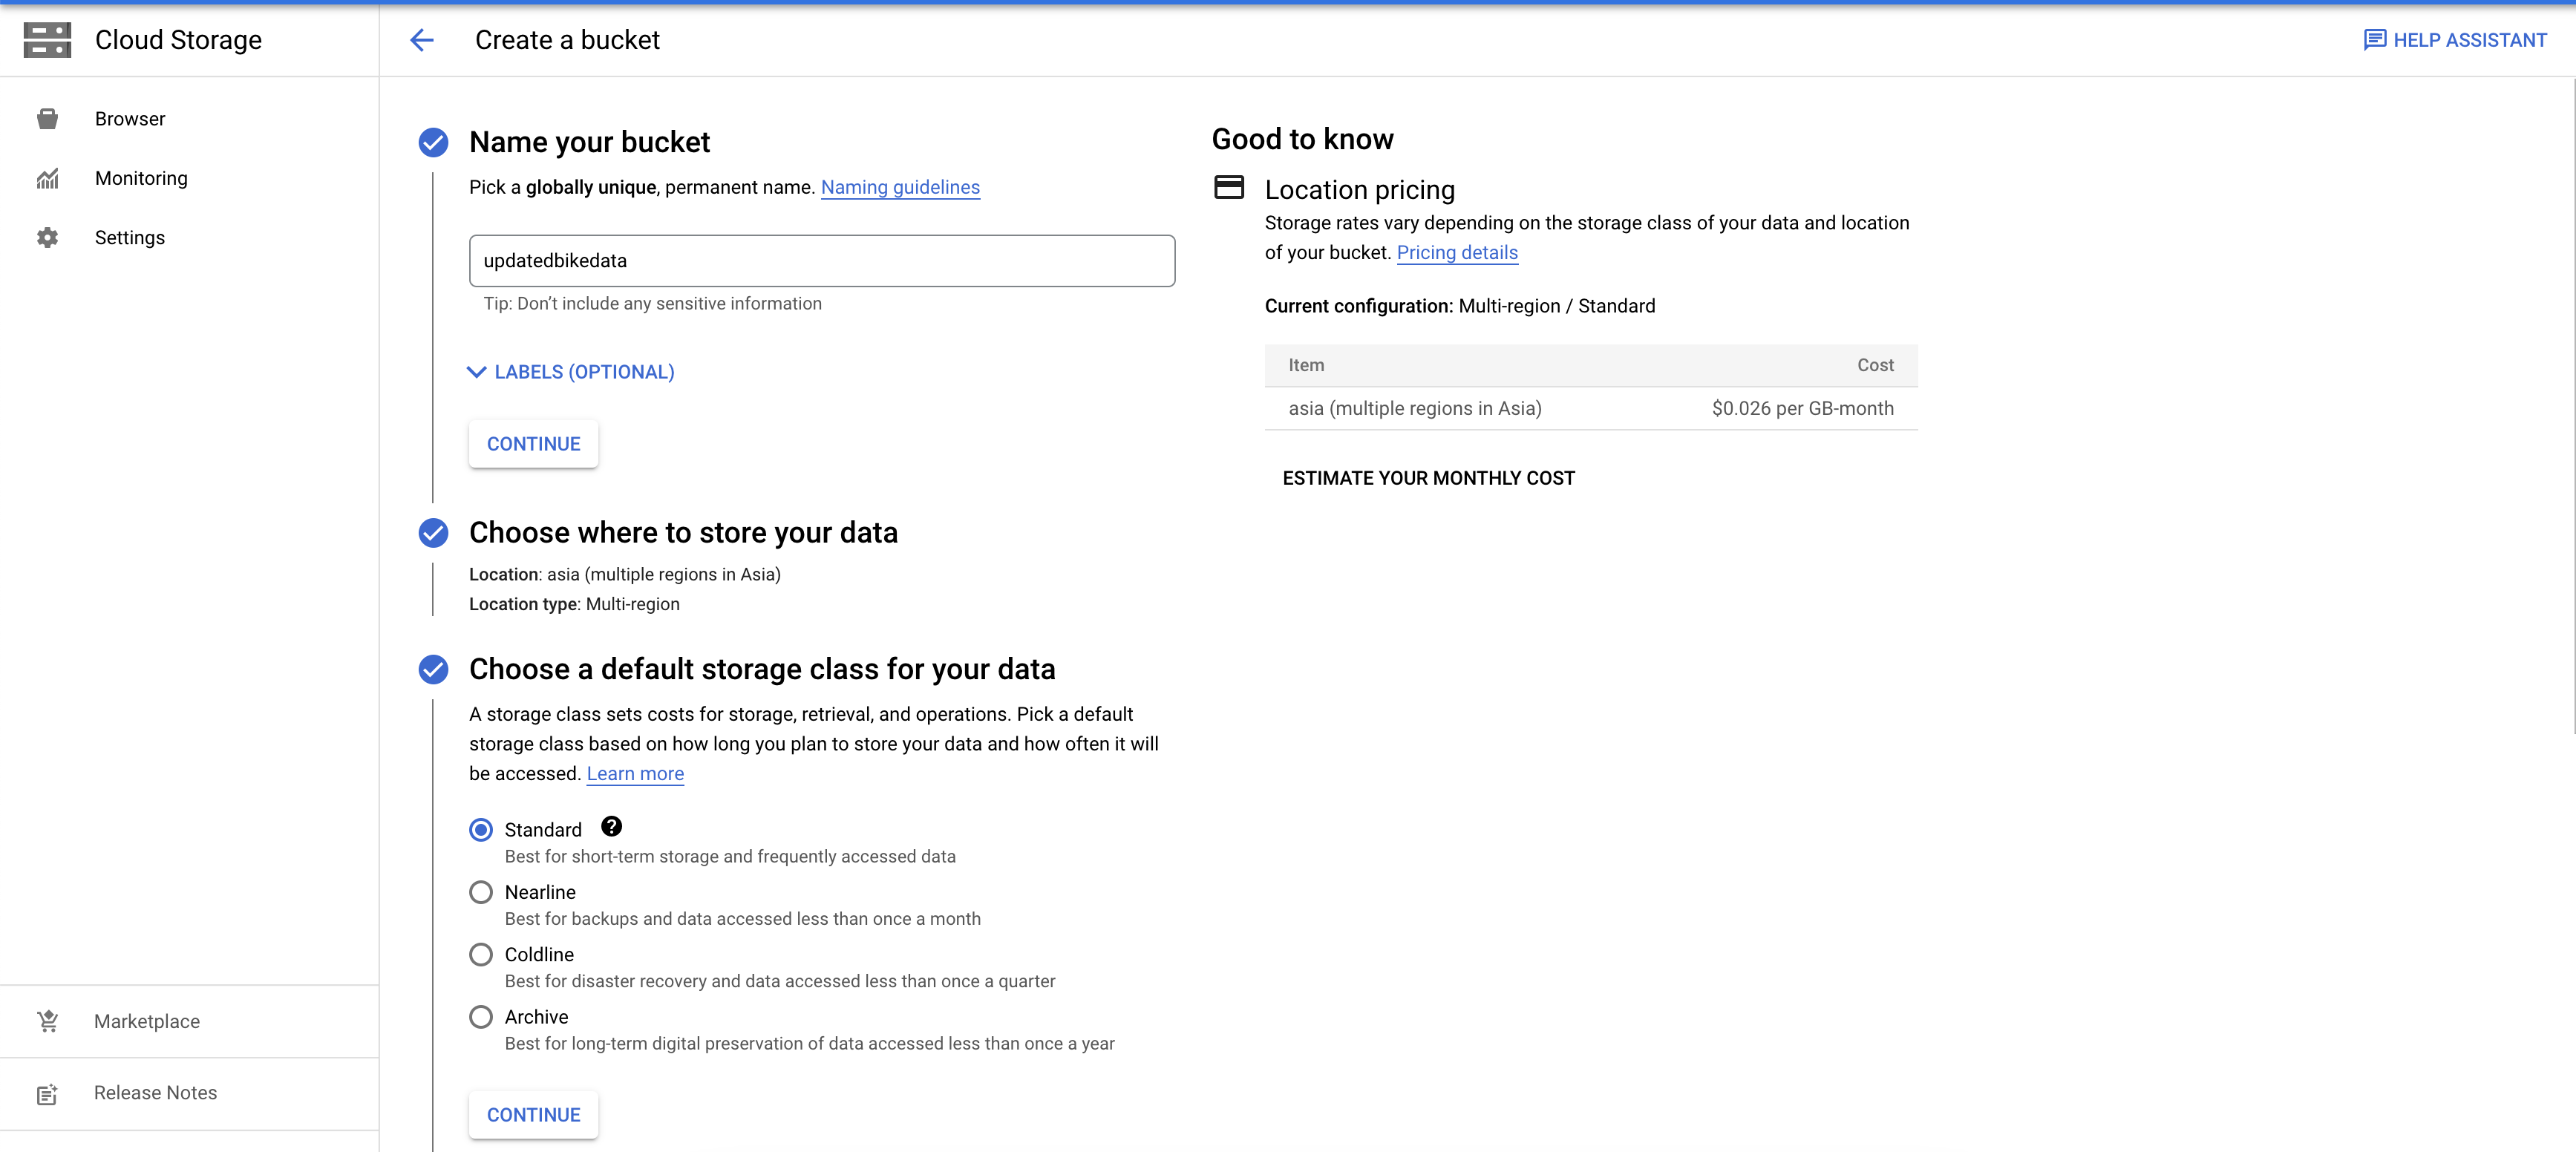 Cloud Storage
Create a bucket
HELP ASSISTANT
Browser
Monitoring
Settings
Marketplace
Release Notes
Name your bucket
Pick a globally unique, permanent name. Naming guidelines
updatedbikedata
Tip: Don’t include any sensitive information
LABELS (OPTIONAL)
CONTINUE
Choose where to store your data
Location: asia (multiple regions in Asia)
Location type: Multi-region
Choose a default storage class for your data
A storage class sets costs for storage, retrieval, and operations. Pick a default
storage class based on how long you plan to store your data and how often it will
be accessed. Learn more
Standard ?
Best for short-term storage and frequently accessed data
Nearline
Best for backups and data accessed less than once a month
Coldline
Best for disaster recovery and data accessed less than once a quarter
Archive
Best for long-term digital preservation of data accessed less than once a year
CONTINUE
Good to know
Location pricing
Storage rates vary depending on the storage class of your data and location
of your bucket. Pricing details
Current configuration: Multi-region / Standard
Item Cost
asia (multiple regions in Asia) $0.026 per GB-month
ESTIMATE YOUR MONTHLY COST